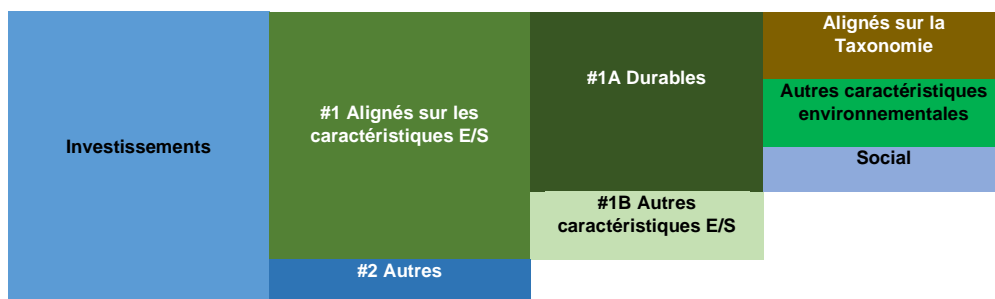 Investissements
#1 Alignés sur les
caractéristiques E/S
#2 Autres
#1A Durables
#1B Autres
caractéristiques E/S
Alignés sur la
Taxonomie
Autres caractéristiques
environnementales
Social